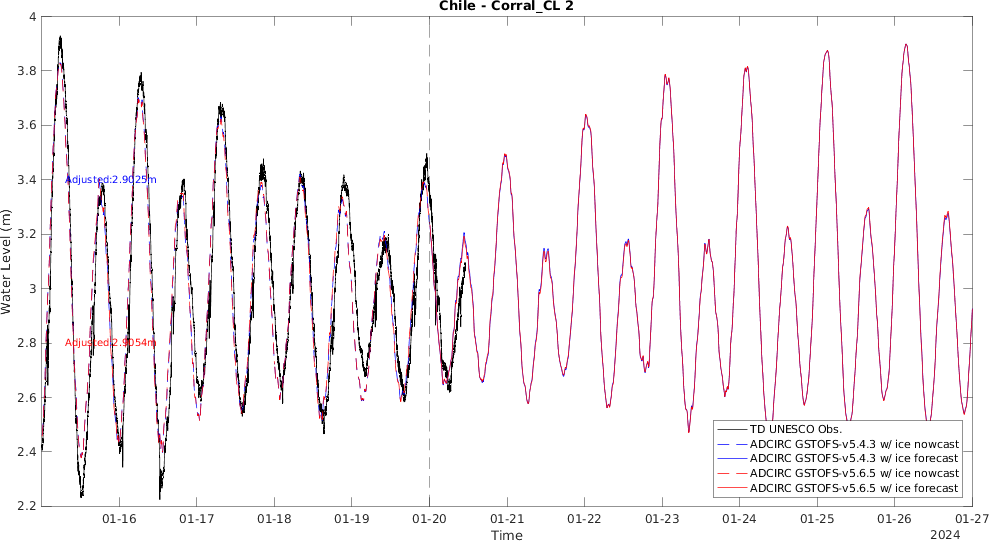 Chile - Corral_CL 2
4
3.8
3.6
3.4
3.2
3
2.8
2.6
2.4
2.2
Water Level (m)
Adjusted:2.9025m
Adjusted:2.9054m
TD UNESCO Obs.
ADCIRC GSTOFS-v5.4.3 w/ ice nowcast
ADCIRC GSTOFS-v5.4.3 w/ ice forecast
ADCIRC GSTOFS-v5.6.5 w/ ice nowcast
ADCIRC GSTOFS-v5.6.5 w/ ice forecast
01-16 01-17 01-18 01-19 01-20 01-21 01-22 01-23 01-24 01-25 01-26 01-27
Time
2024